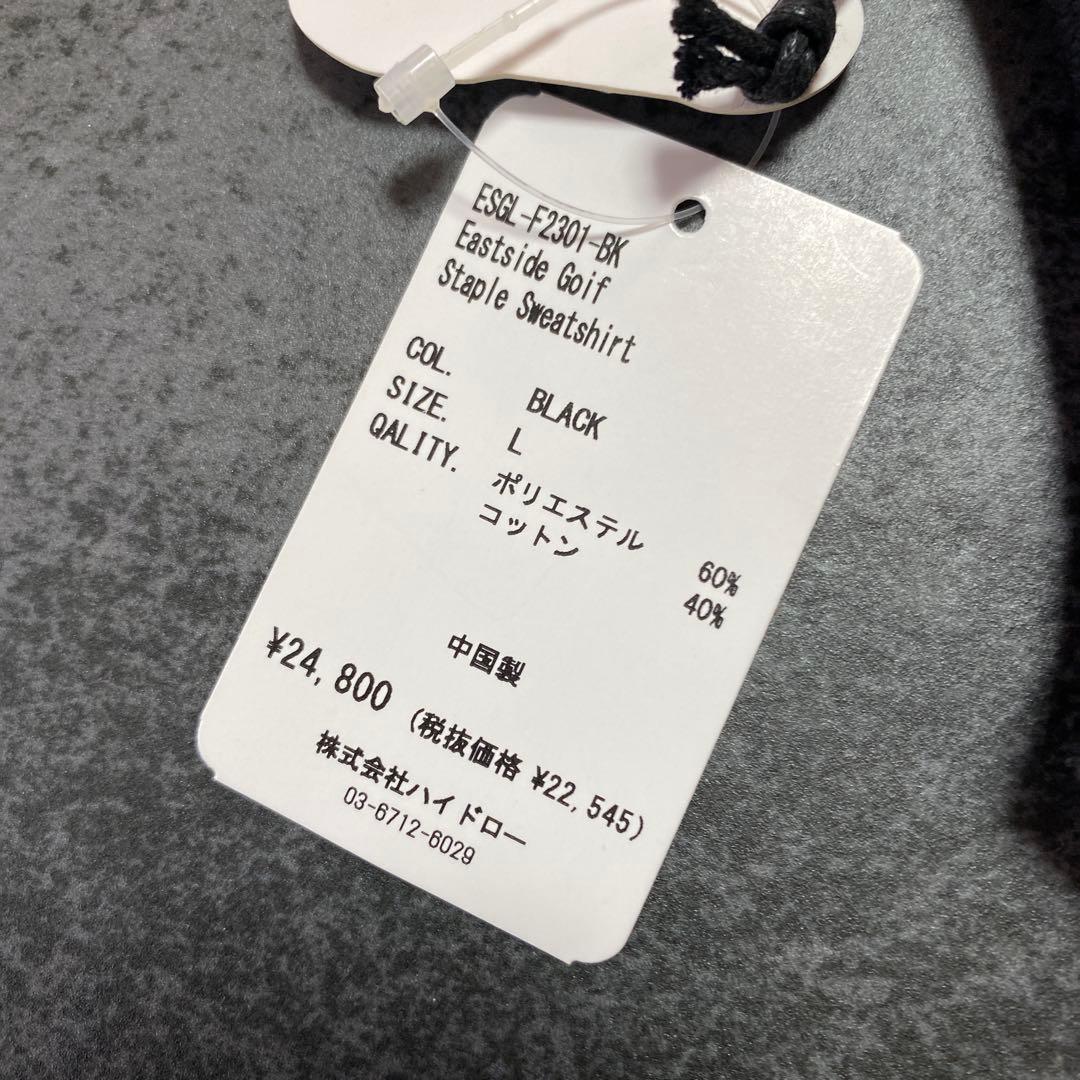 ESGL-F2301-BK
Eastside Goif
Staple Sweatshirt
COL. BLACK
SIZE. L
QALITY. ポリエステル 60%
コットン 40%
中国製
¥24,800 (税抜価格 ¥22,545)
株式会社ハイドロー
03-6712-6029